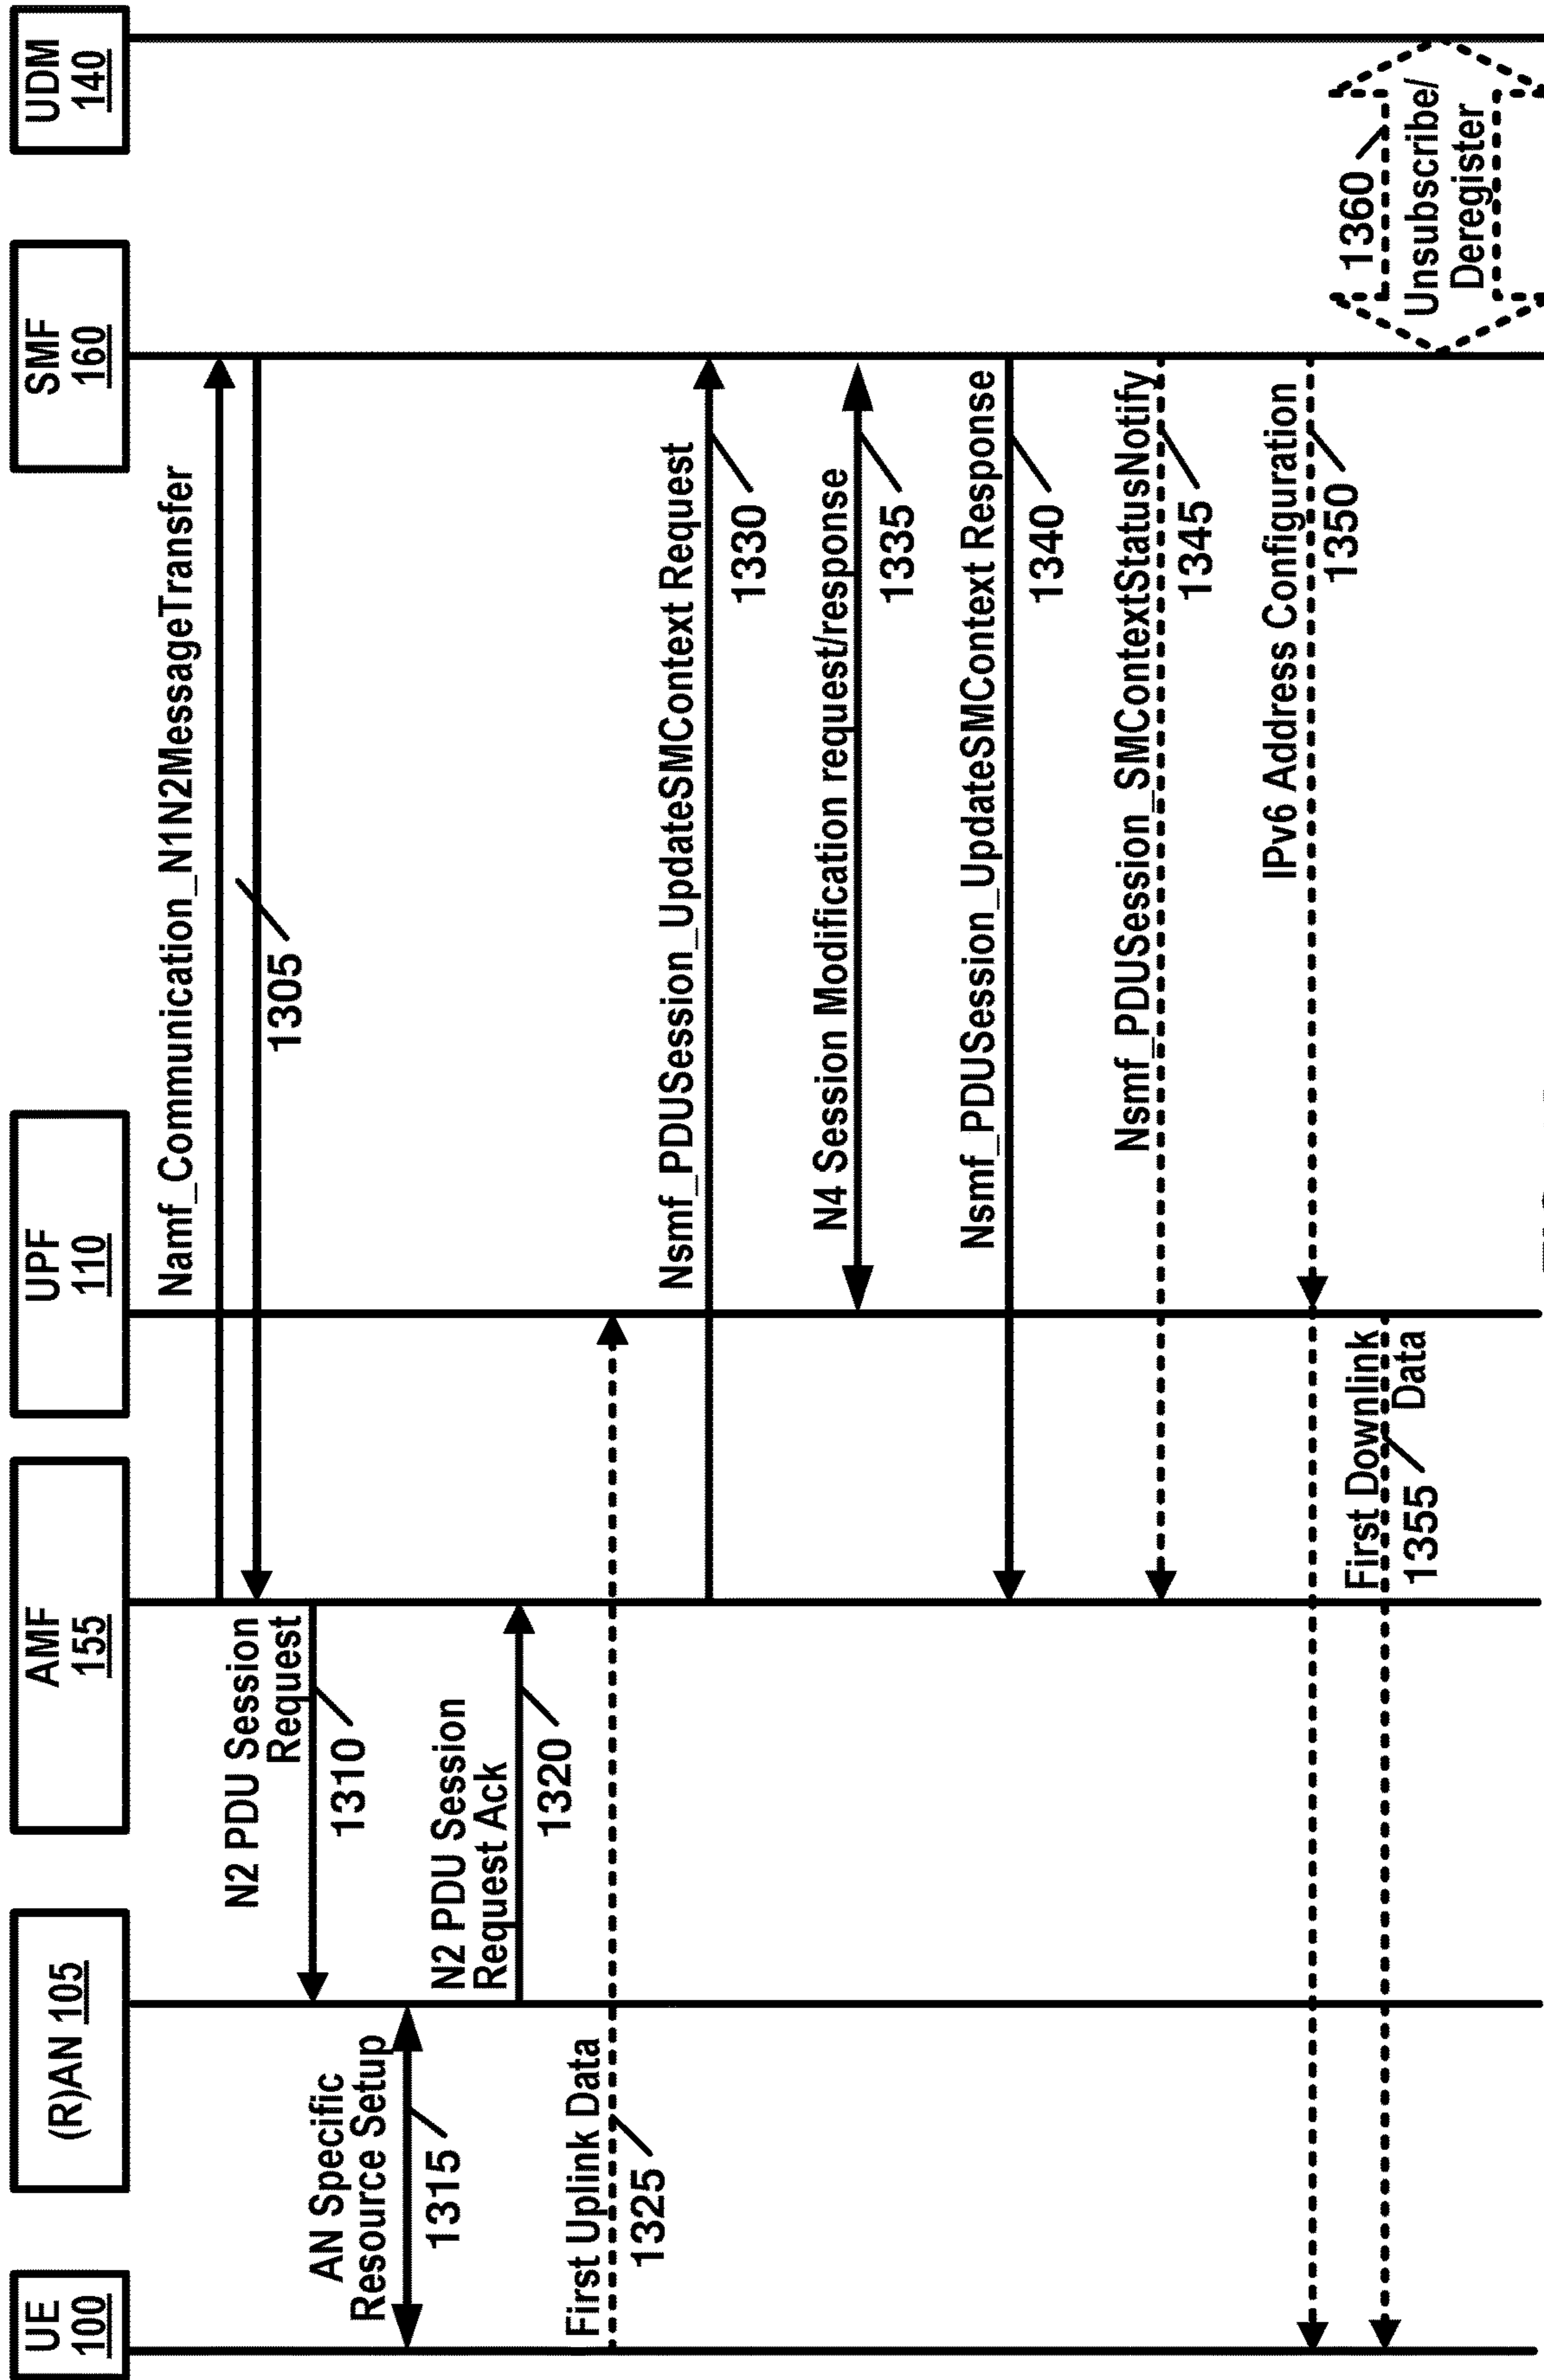 UE
100
(R)AN 105
AMF
155
UPF
110
SMF
160
UDM
140
Namf_Communication_N1N2MessageTransfer
1305
N2 PDU Session
Request
1310
AN Specific
Resource Setup
1315
N2 PDU Session
Request Ack
1320
First Uplink Data
1325
Nsmf_PDUSession_UpdateSMContext Request
1330
N4 Session Modification request/response
1335
Nsmf_PDUSession_UpdateSMContext Response
1340
Nsmf_PDUSession_SMContextStatusNotify
1345
IPv6 Address Configuration
1350
First Downlink
Data
1355
1360
Unsubscribe/
Deregister